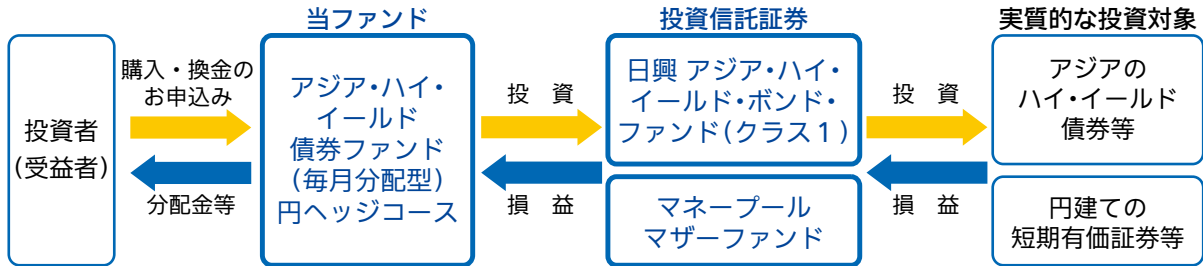 当ファンド
投資信託証券
実質的な投資対象
投資者
(受益者)
購入・換金の
お申込み
分配金等
アジア・ハイ・
イールド
債券ファンド
(毎月分配型)
円ヘッジコース
投 資
損 益
日興 アジア・ハイ・
イールド・ボンド・
ファンド(クラス1)
マネープール
マザーファンド
投 資
損 益
アジアの
ハイ・イールド
債券等
円建ての
短期有価証券等